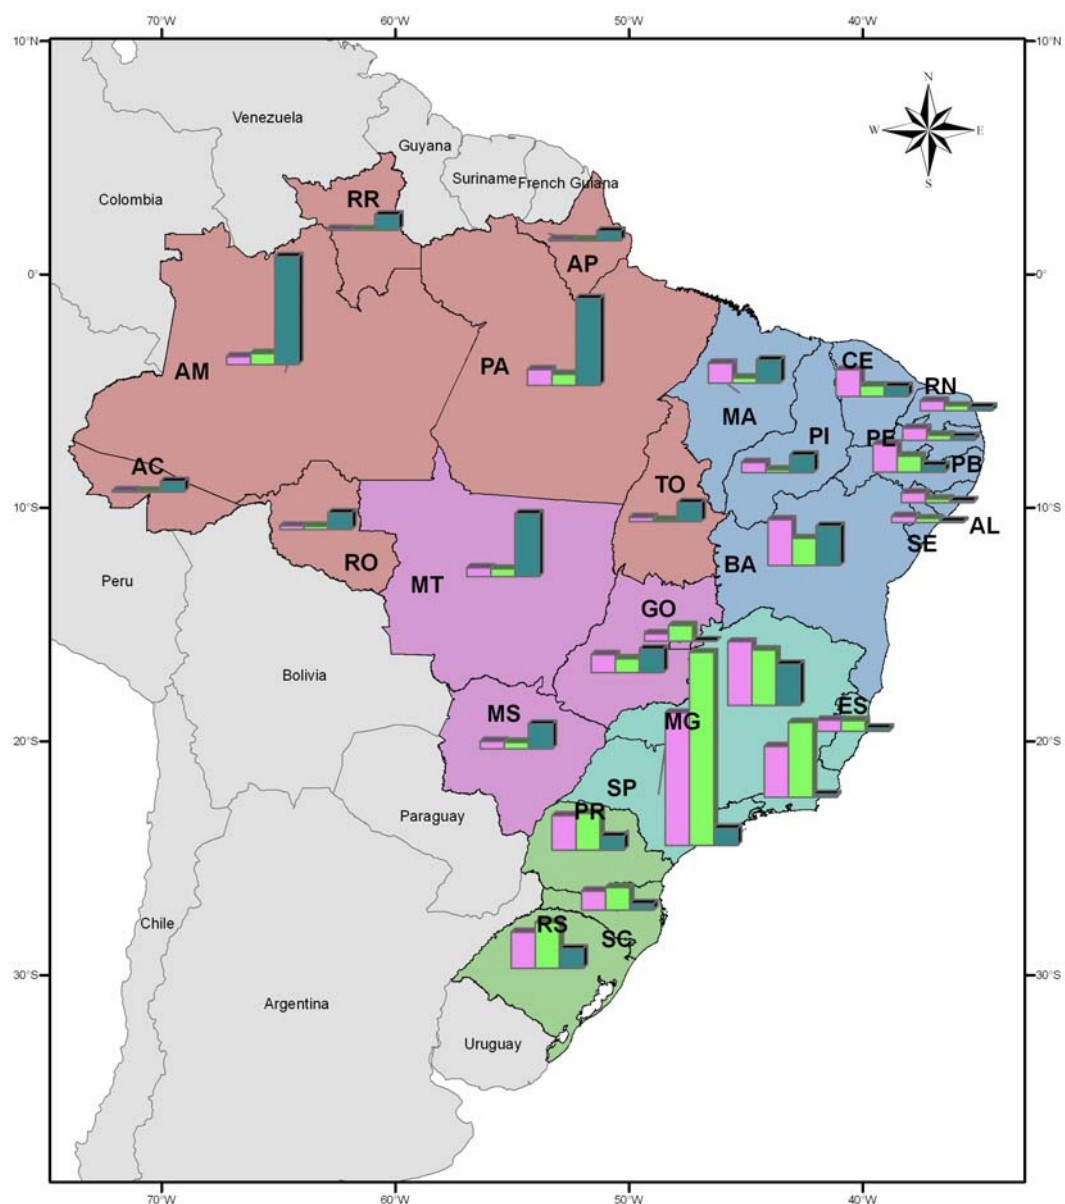 70°W 60°W 50°W 40°W
10°N 10°N
N
Venezuela
W E
Guyana
Suriname French Guiana
S
Colombia
RR
AP
0° 0°
AM PA CE
RN
MA
PI PE
PB
AC TO
10°S 10°S
AL
SE
RO BA
MT
Peru
GO
Bolivia
ES
MS MG
20°S 20°S
SP
PR
Paraguay
Chile RS SC
30°S 30°S
Argentina
Uruguay
70°W 60°W 50°W 40°W